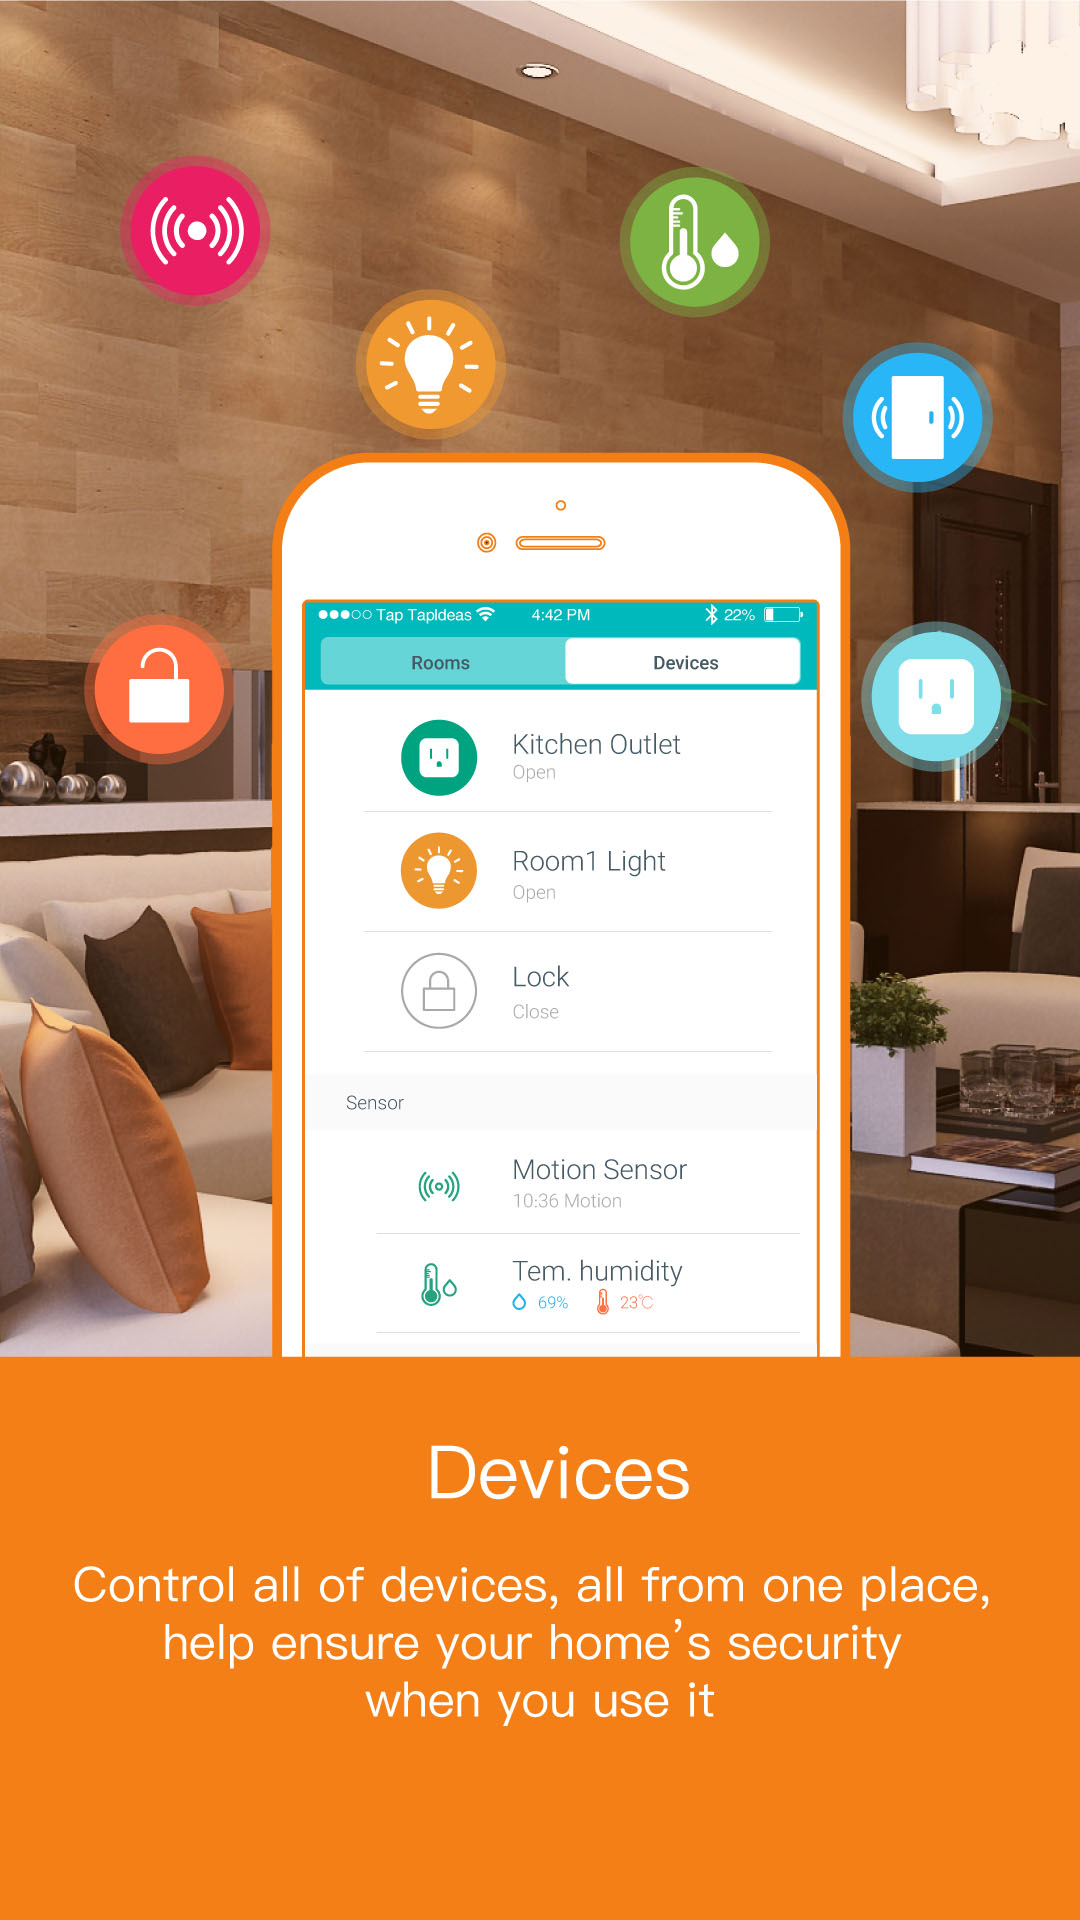 Tap TapIdeas 4:42 PM 22%
Rooms Devices
Kitchen Outlet
Open
Room1 Light
Open
Lock
Close
Sensor
Motion Sensor
10:36 Motion
Tem. humidity
69% 23℃
Devices
Control all of devices, all from one place,
help ensure your home's security
when you use it